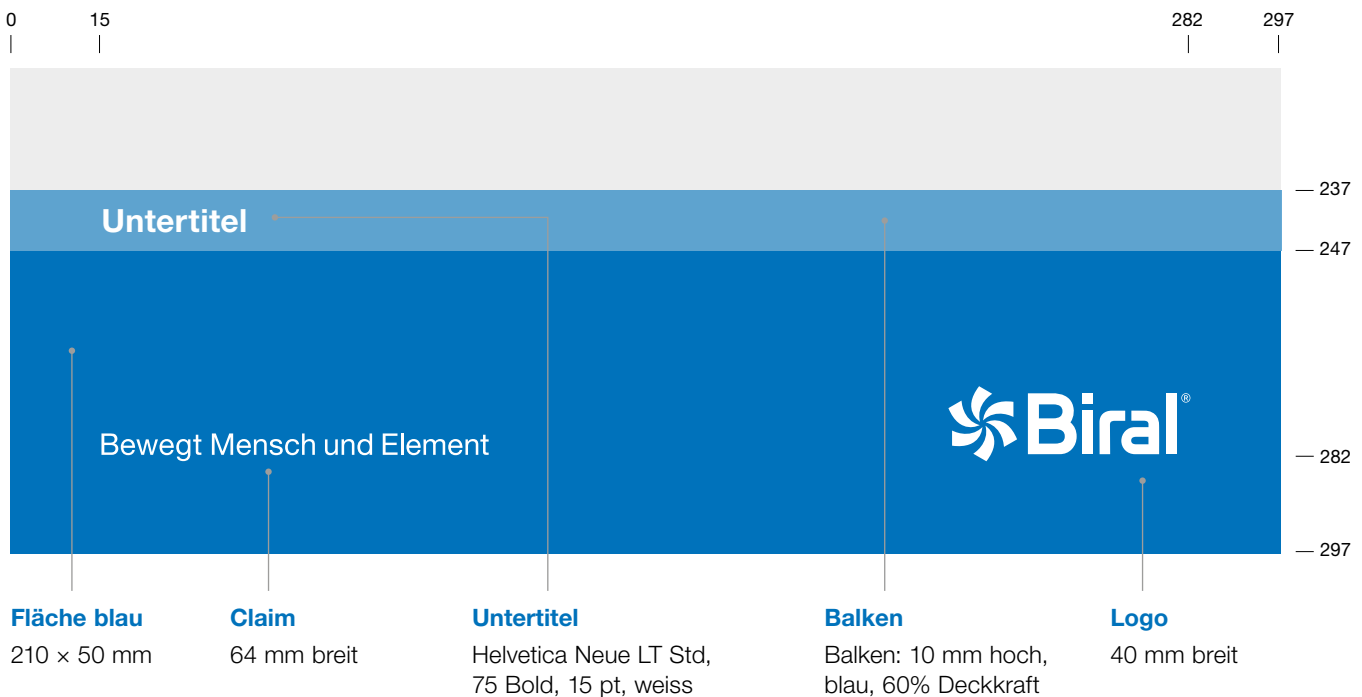 0 15 282 297
237
Untertitel
247
Biral®
Bewegt Mensch und Element
282
297
Fläche blau
210 × 50 mm
Claim
64 mm breit
Untertitel
Helvetica Neue LT Std,
75 Bold, 15 pt, weiss
Balken
Balken: 10 mm hoch,
blau, 60% Deckkraft
Logo
40 mm breit